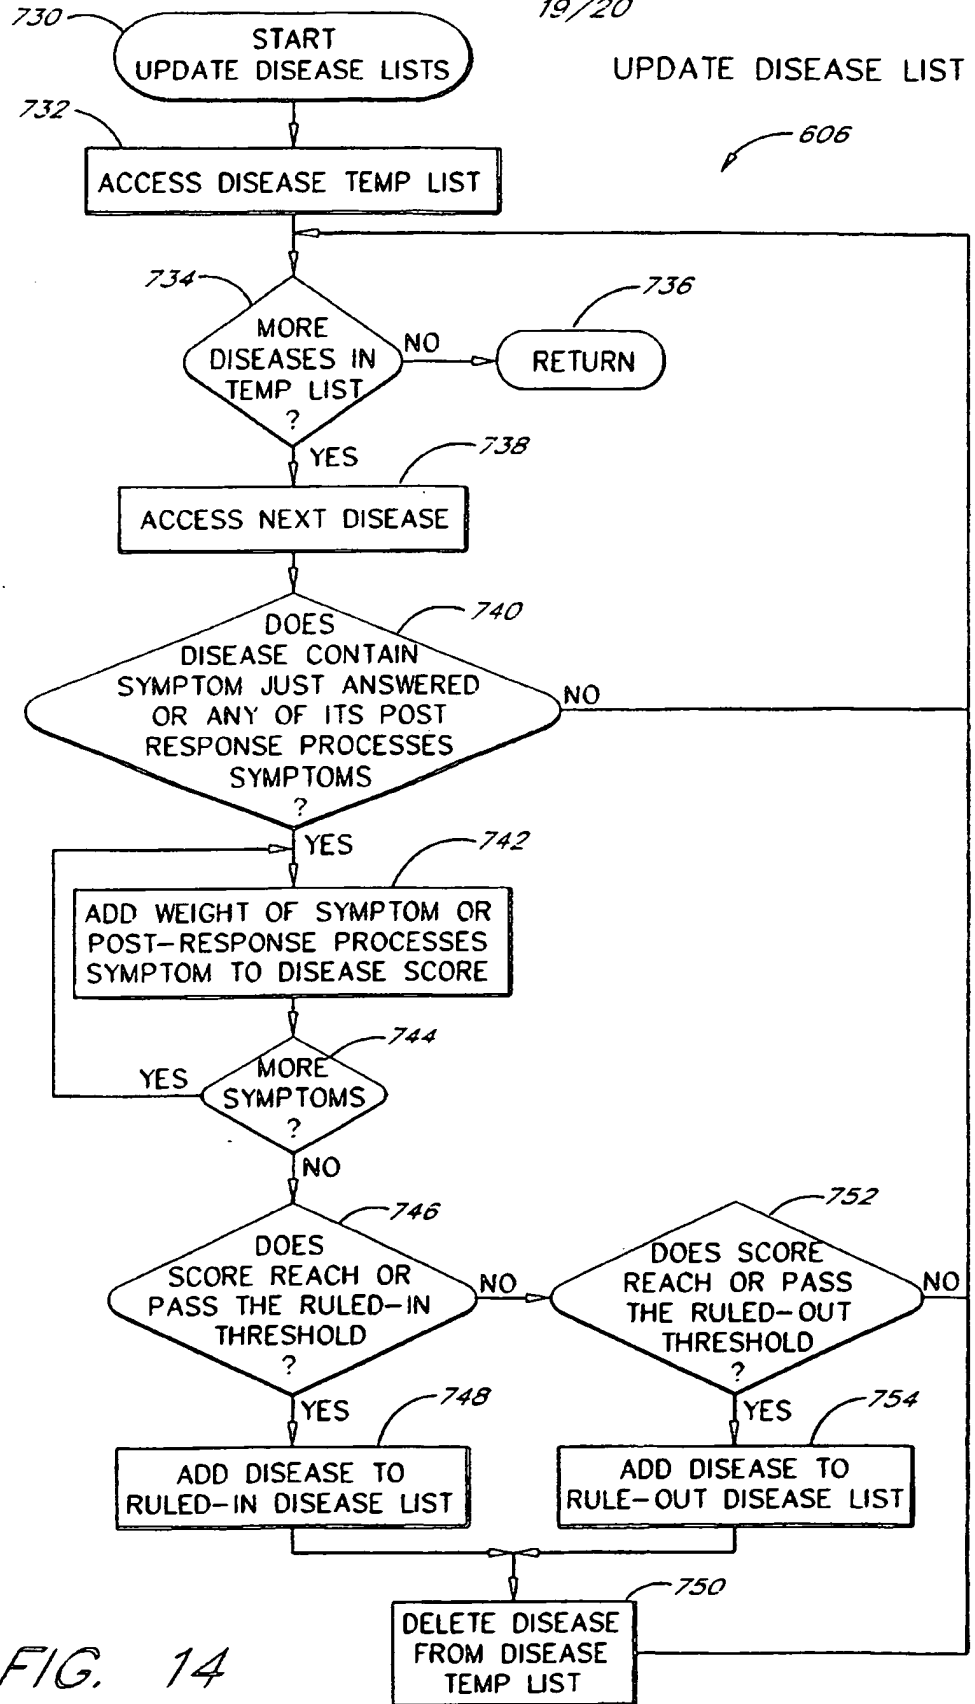 19/20
730
START
UPDATE DISEASE LISTS
UPDATE DISEASE LIST
606
732
ACCESS DISEASE TEMP LIST
734
MORE
DISEASES IN
TEMP LIST
?
NO
736
RETURN
YES
738
ACCESS NEXT DISEASE
740
DOES
DISEASE CONTAIN
SYMPTOM JUST ANSWERED
OR ANY OF ITS POST
RESPONSE PROCESSES
SYMPTOMS
?
NO
YES
742
ADD WEIGHT OF SYMPTOM OR
POST-RESPONSE PROCESSES
SYMPTOM TO DISEASE SCORE
744
MORE
SYMPTOMS
?
YES
NO
746
DOES
SCORE REACH OR
PASS THE RULED-IN
THRESHOLD
?
NO
752
DOES SCORE
REACH OR PASS
THE RULED-OUT
THRESHOLD
?
NO
YES
748
ADD DISEASE TO
RULED-IN DISEASE LIST
YES
754
ADD DISEASE TO
RULE-OUT DISEASE LIST
750
DELETE DISEASE
FROM DISEASE
TEMP LIST
FIG. 14